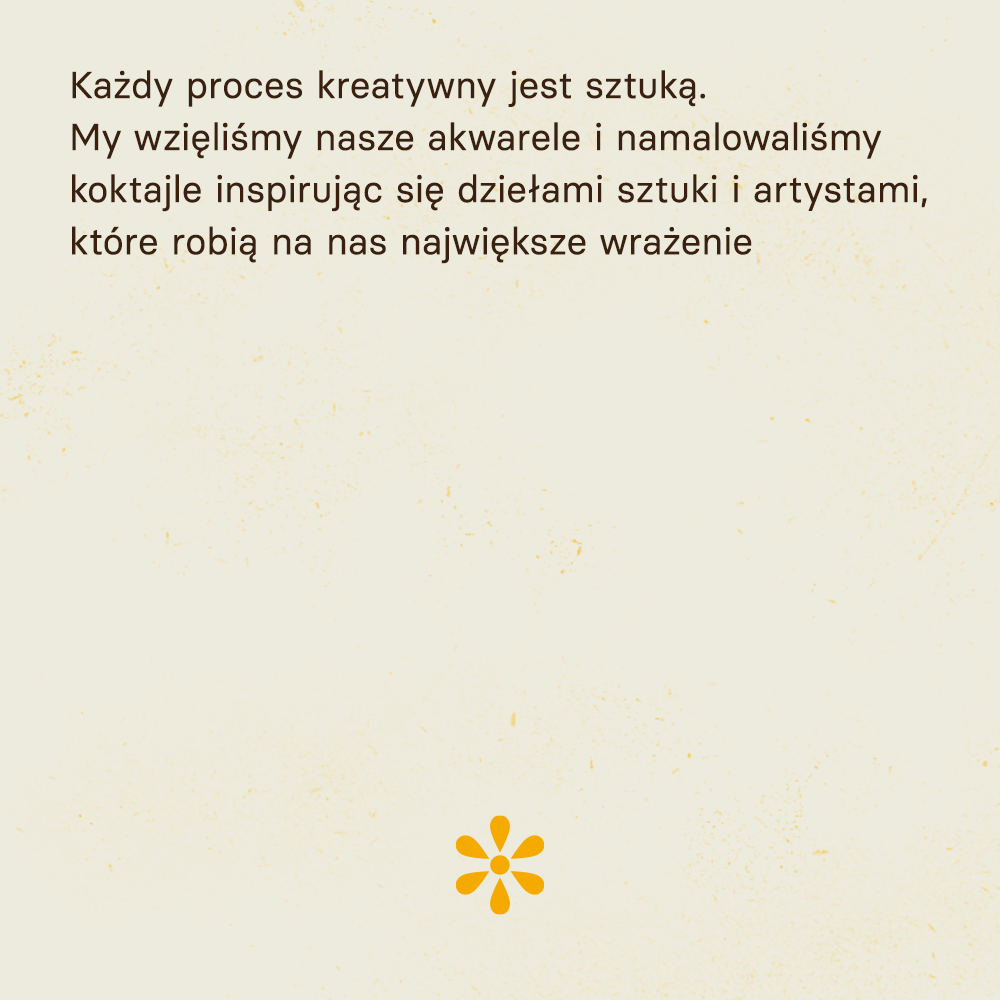 Każdy proces kreatywny jest sztuką.
My wzięliśmy nasze akwarele i namalowaliśmy
koktajle inspirując się dziełami sztuki i artystami,
które robią na nas największe wrażenie